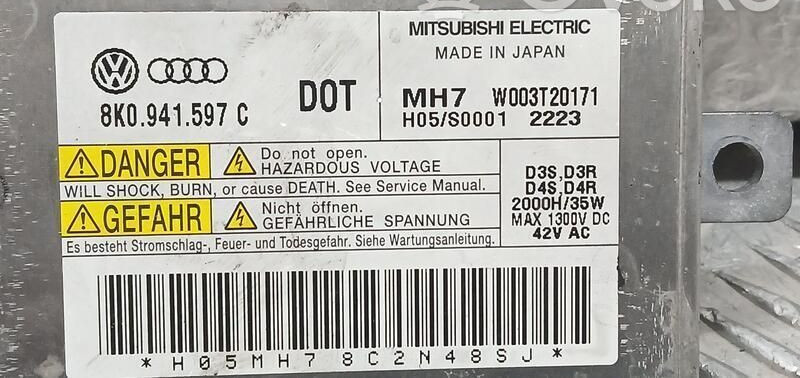 MITSUBISHI ELECTRIC
MADE IN JAPAN
8K0.941.597 C
DOT
MH7 W003T20171
H05/S0001 2223
DANGER
Do not open.
HAZARDOUS VOLTAGE
WILL SHOCK, BURN, or cause DEATH. See Service Manual.
GEFAHR
Nicht öffnen.
GEFÄHRLICHE SPANNUNG
Es besteht Stromschlag-, Feuer- und Todesgefahr. Siehe Wartungsanleitung.
D3S,D3R
D4S,D4R
2000H/35W
MAX 1300V DC
42V AC
*H05MH78C2N48SJ*